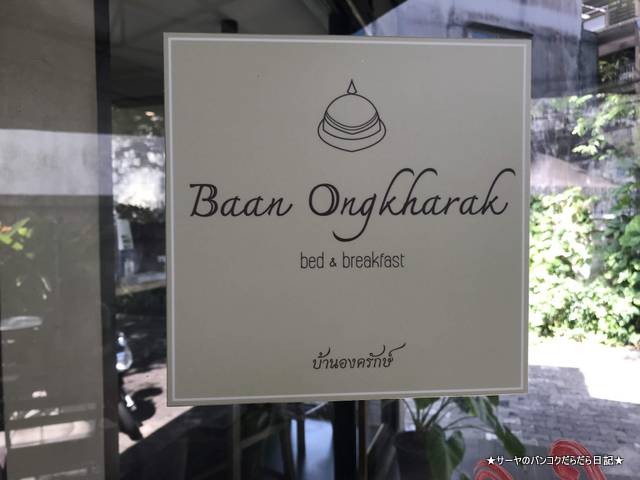 Baan Ongkharak
bed & breakfast
บ้านองครักษ์
★サーヤのバンコクだらだら日記★